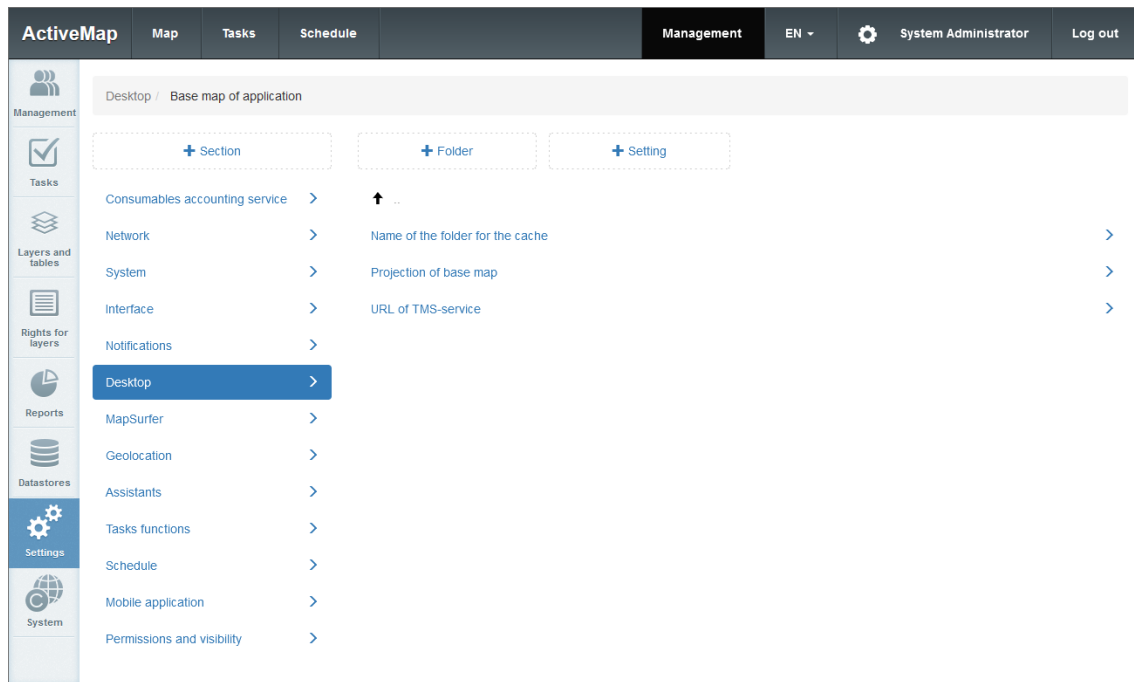 ActiveMap Map Tasks Schedule Management EN System Administrator Log out
Management
Tasks
Layers and
tables
Rights for
layers
Reports
Datastores
Settings
System
Desktop / Base map of application
+ Section
Consumables accounting service
Network
System
Interface
Notifications
Desktop
MapSurfer
Geolocation
Assistants
Tasks functions
Schedule
Mobile application
Permissions and visibility
+ Folder + Setting
..
Name of the folder for the cache
Projection of base map
URL of TMS-service